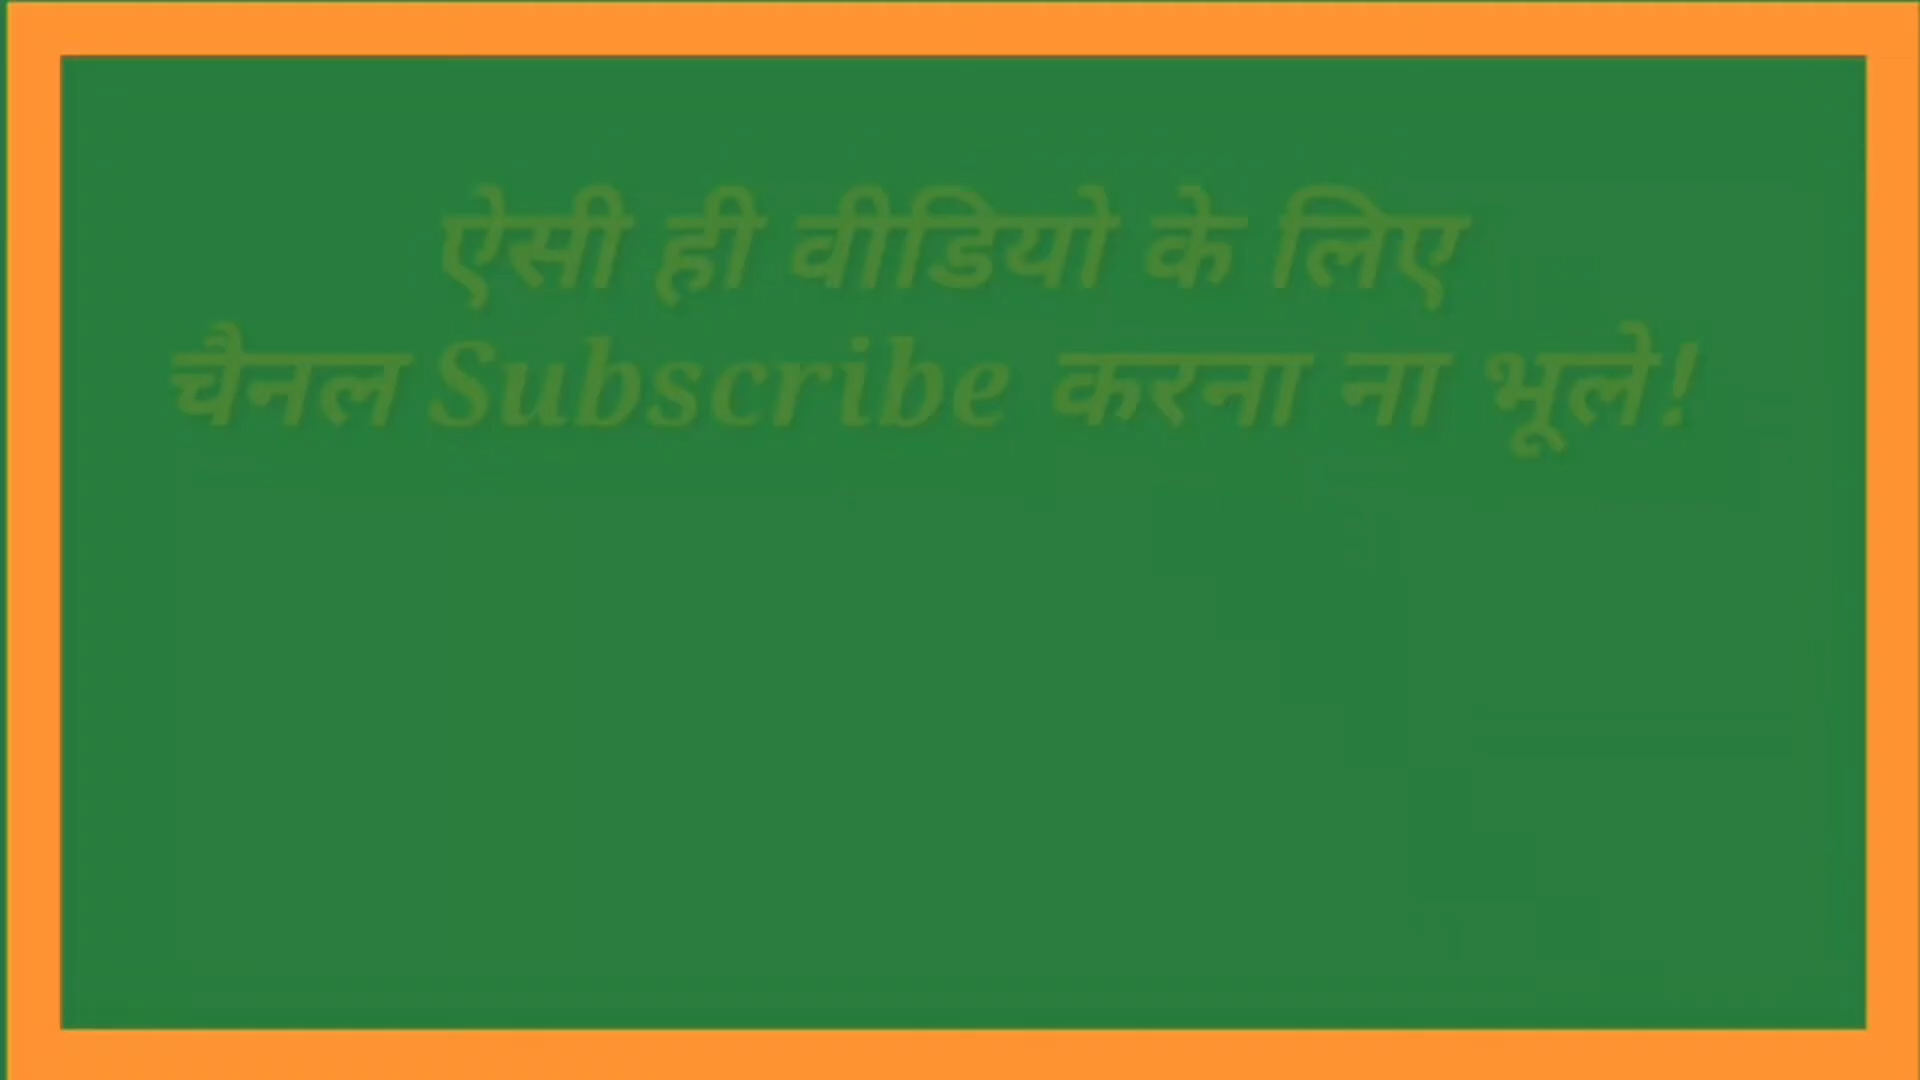 ऐसी ही वीडियो के लिए
चैनल Subscribe करना ना भूले!